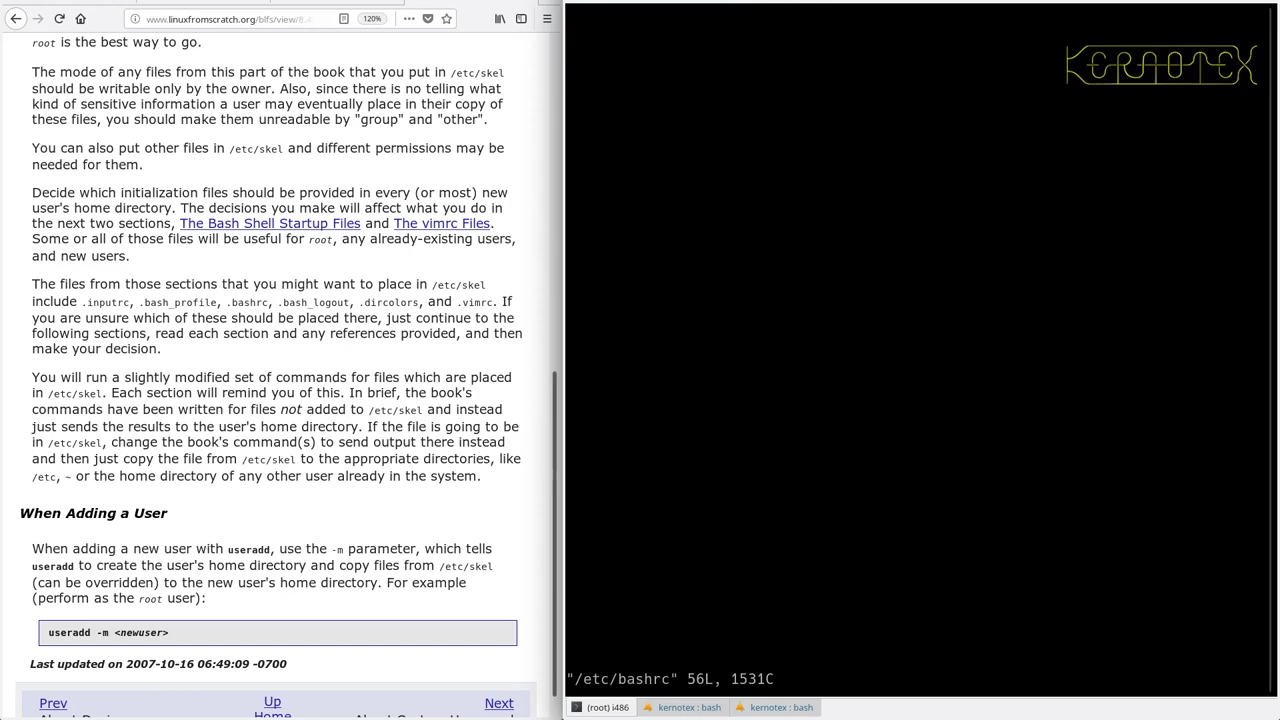 www.linuxfromscratch.org/blfs/view/8.4
120%
root is the best way to go.
The mode of any files from this part of the book that you put in /etc/skel
should be writable only by the owner. Also, since there is no telling what
kind of sensitive information a user may eventually place in their copy of
these files, you should make them unreadable by "group" and "other".
You can also put other files in /etc/skel and different permissions may be
needed for them.
Decide which initialization files should be provided in every (or most) new
user's home directory. The decisions you make will affect what you do in
the next two sections, The Bash Shell Startup Files and The vimrc Files.
Some or all of those files will be useful for root, any already-existing users,
and new users.
The files from those sections that you might want to place in /etc/skel
include .inputrc, .bash_profile, .bashrc, .bash_logout, .dircolors, and .vimrc. If
you are unsure which of these should be placed there, just continue to the
following sections, read each section and any references provided, and then
make your decision.
You will run a slightly modified set of commands for files which are placed
in /etc/skel. Each section will remind you of this. In brief, the book's
commands have been written for files not added to /etc/skel and instead
just sends the results to the user's home directory. If the file is going to be
in /etc/skel, change the book's command(s) to send output there instead
and then just copy the file from /etc/skel to the appropriate directories, like
/etc, ~ or the home directory of any other user already in the system.
When Adding a User
When adding a new user with useradd, use the -m parameter, which tells
useradd to create the user's home directory and copy files from /etc/skel
(can be overridden) to the new user's home directory. For example
(perform as the root user):
useradd -m <newuser>
Last updated on 2007-10-16 06:49:09 -0700
Prev Up Next
Home
KERNOTEX
"/etc/bashrc" 56L, 1531C
(root) i486 kernotex : bash kernotex : bash